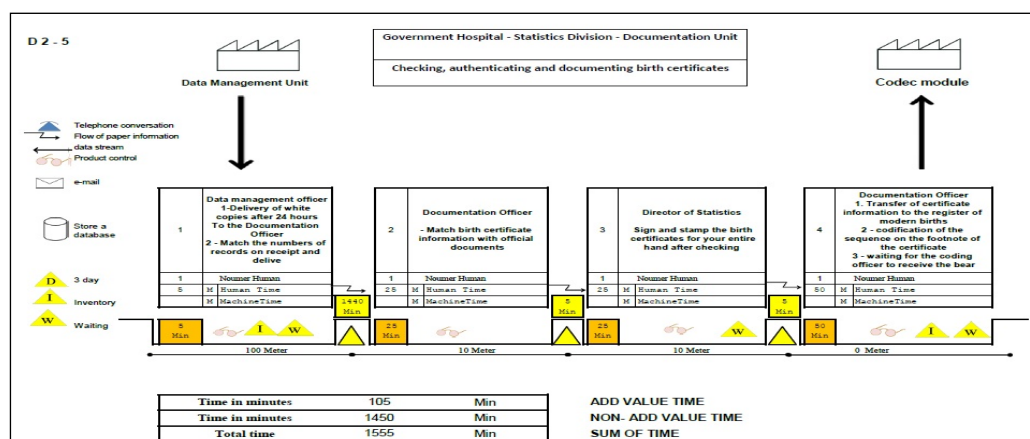 D 2 - 5
Government Hospital - Statistics Division - Documentation Unit
Checking, authenticating and documenting birth certificates
Data Management Unit
Codec module
Telephone conversation
Flow of paper information
data stream
Product control
e-mail
Store a
database
D 3 day
I Inventory
W Waiting
1
Data management officer
1-Delivery of white
copies after 24 hours
To the Documentation
Officer
2 - Match the numbers of
records on receipt and
delive
1 Noumer Human
5 M Human Time
M MachineTime
2
Documentation Officer
- Match birth certificate
information with official
documents
1 Noumer Human
25 M Human Time
M MachineTime
3
Director of Statistics
Sign and stamp the birth
certificates for your entire
hand after checking
1 Noumer Human
25 M Human Time
M MachineTime
4
Documentation Officer
1. Transfer of certificate
information to the register of
modern births
2 - codification of the
sequence on the footnote of
the certificate
3 - waiting for the coding
officer to receive the bear
1 Noumer Human
50 M Human Time
M MachineTime
1440
Min
5
Min
5
Min
5
Min
I W
25
Min
25
Min
W
50
Min
I W
100 Meter 10 Meter 10 Meter 0 Meter
Time in minutes 105 Min ADD VALUE TIME
Time in minutes 1450 Min NON- ADD VALUE TIME
Total time 1555 Min SUM OF TIME